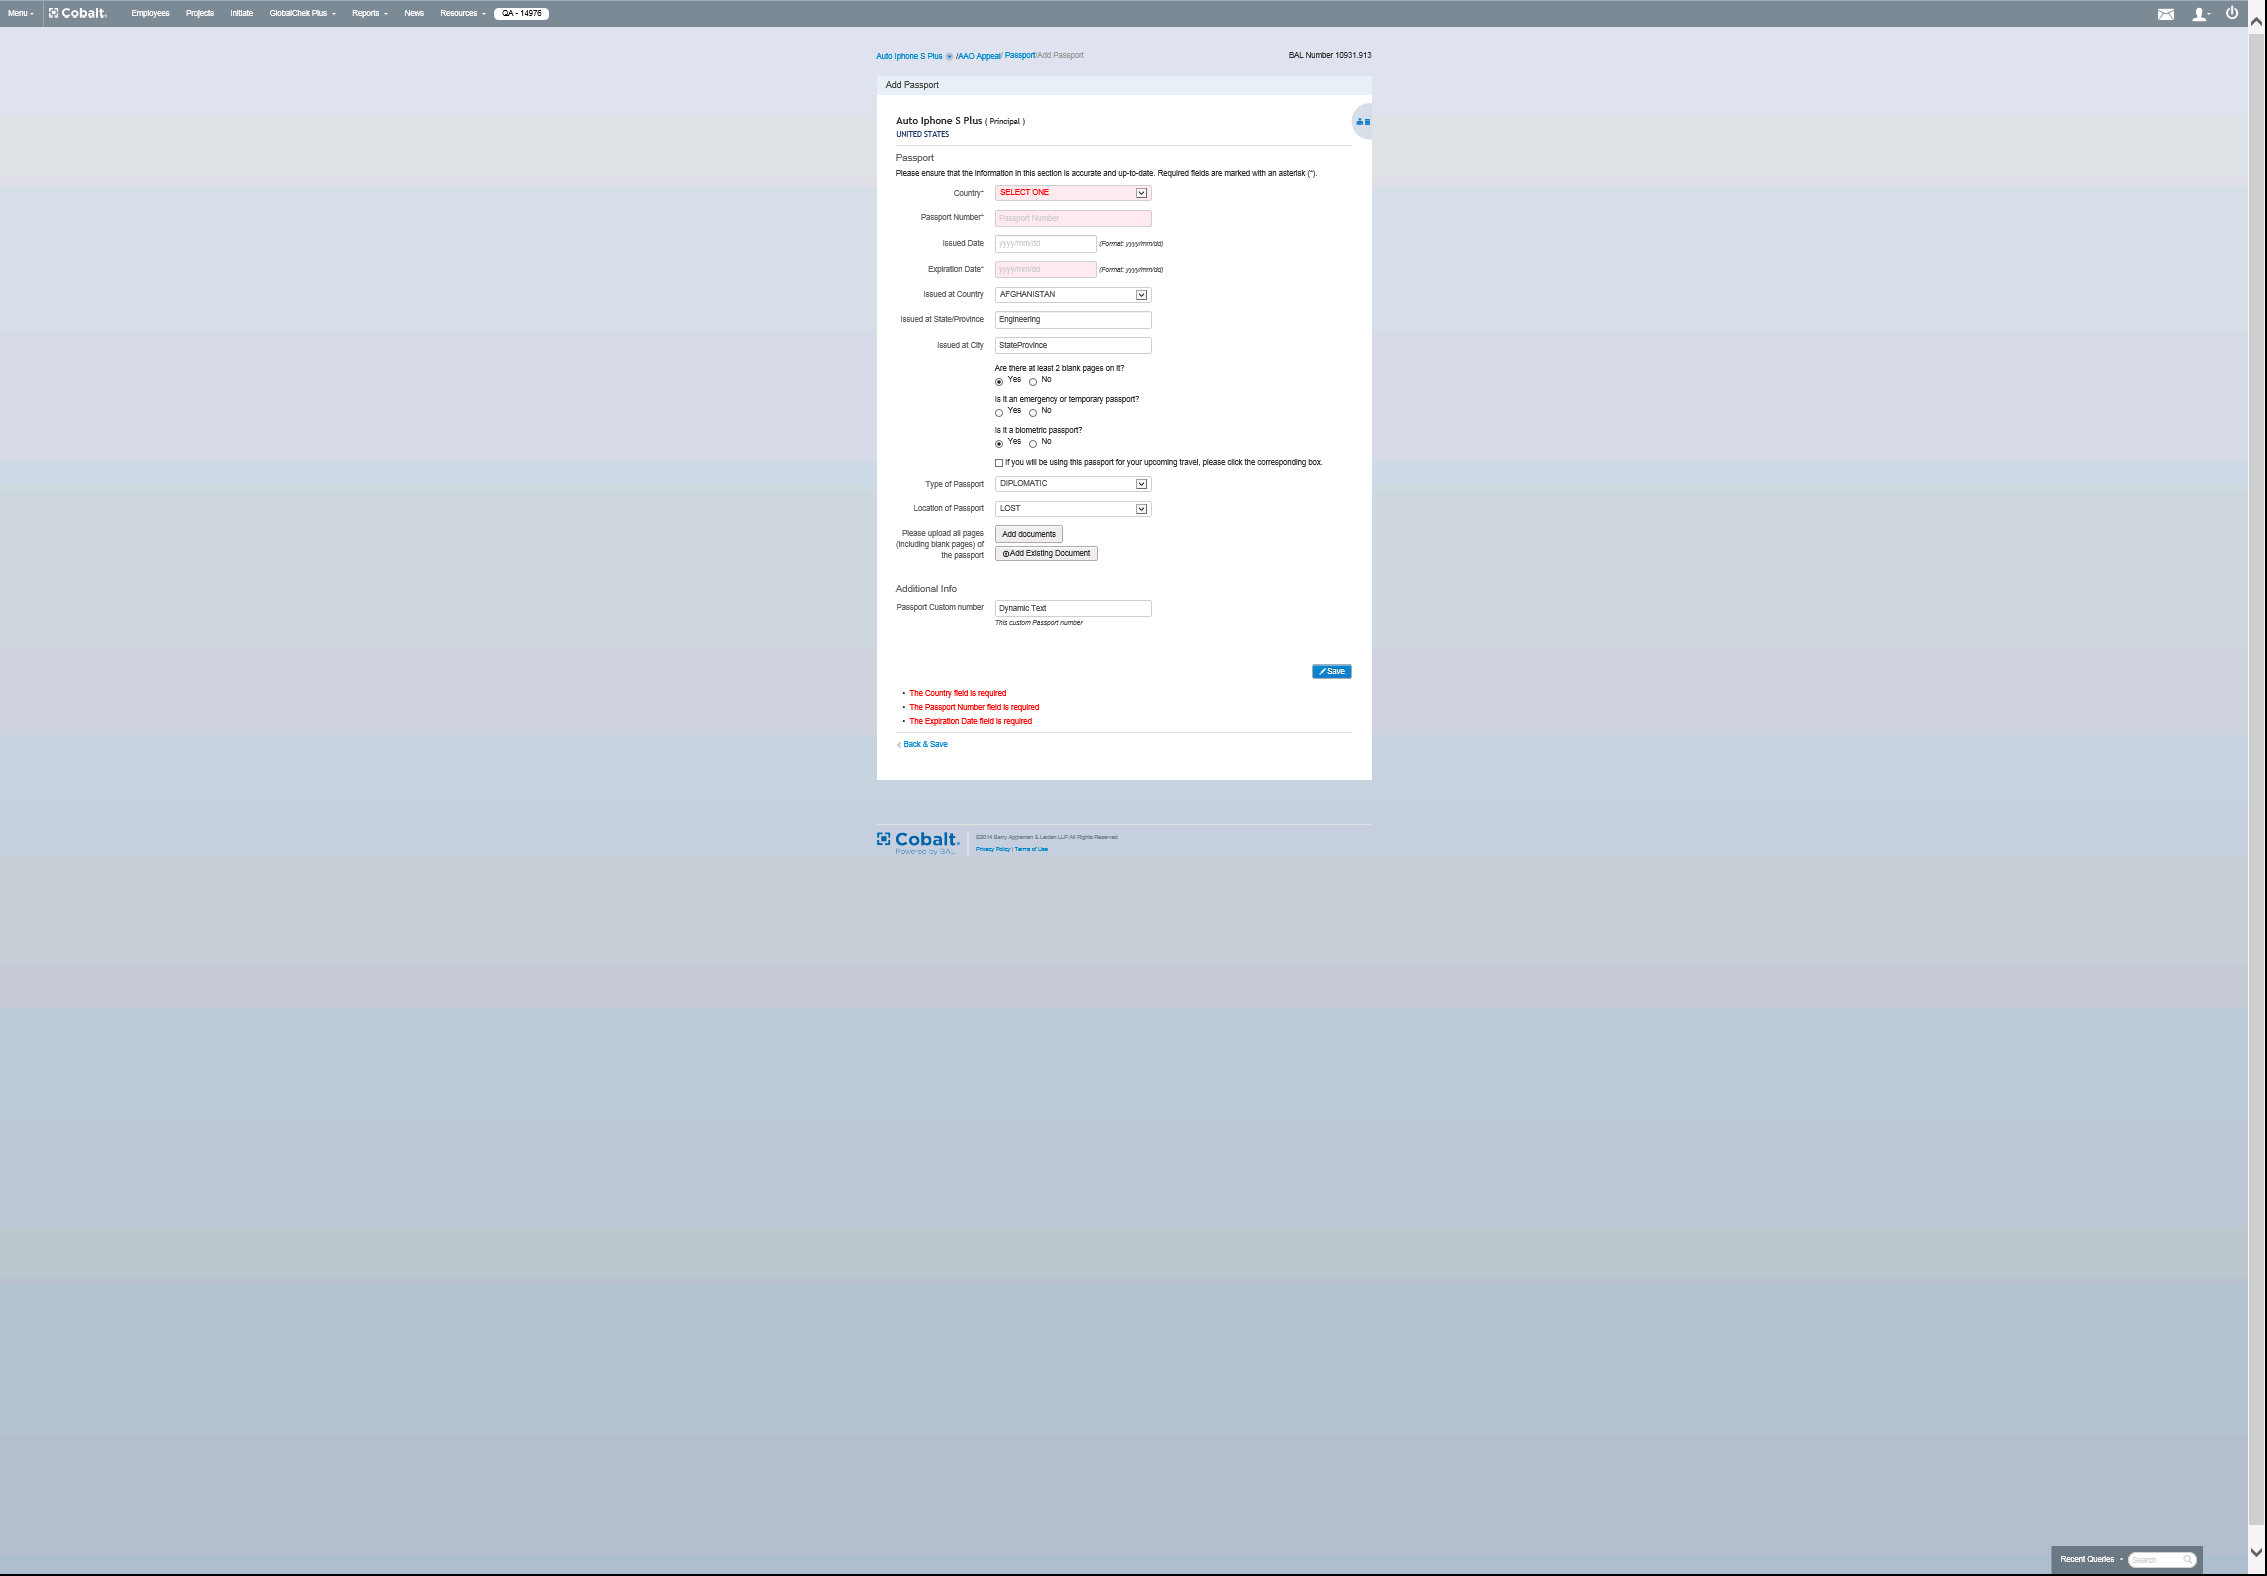 Menu Cobalt Employees Projects Initiate GlobalChek Plus Reports News Resources QA - 14976
Auto Iphone S Plus /AAO Appeal/ Passport/Add Passport BAL Number 10931.913
Add Passport
Auto Iphone S Plus ( Principal )
UNITED STATES
Passport
Please ensure that the information in this section is accurate and up-to-date. Required fields are marked with an asterisk (*).
Country* SELECT ONE
Passport Number* Passport Number
Issued Date yyyy/mm/dd (Format: yyyy/mm/dd)
Expiration Date* yyyy/mm/dd (Format: yyyy/mm/dd)
Issued at Country AFGHANISTAN
Issued at State/Province Engineering
Issued at City StateProvince
Are there at least 2 blank pages on it?
Yes No
Is it an emergency or temporary passport?
Yes No
Is it a biometric passport?
Yes No
If you will be using this passport for your upcoming travel, please click the corresponding box.
Type of Passport DIPLOMATIC
Location of Passport LOST
Please upload all pages Add documents
(including blank pages) of
the passport Add Existing Document
Additional Info
Passport Custom number Dynamic Text
This custom Passport number
Save
• The Country field is required
• The Passport Number field is required
• The Expiration Date field is required
Back & Save
Cobalt
Powered by BAL
©2014 Berry Appleman & Leiden LLP All Rights Reserved
Privacy Policy | Terms of Use
Recent Queries Search